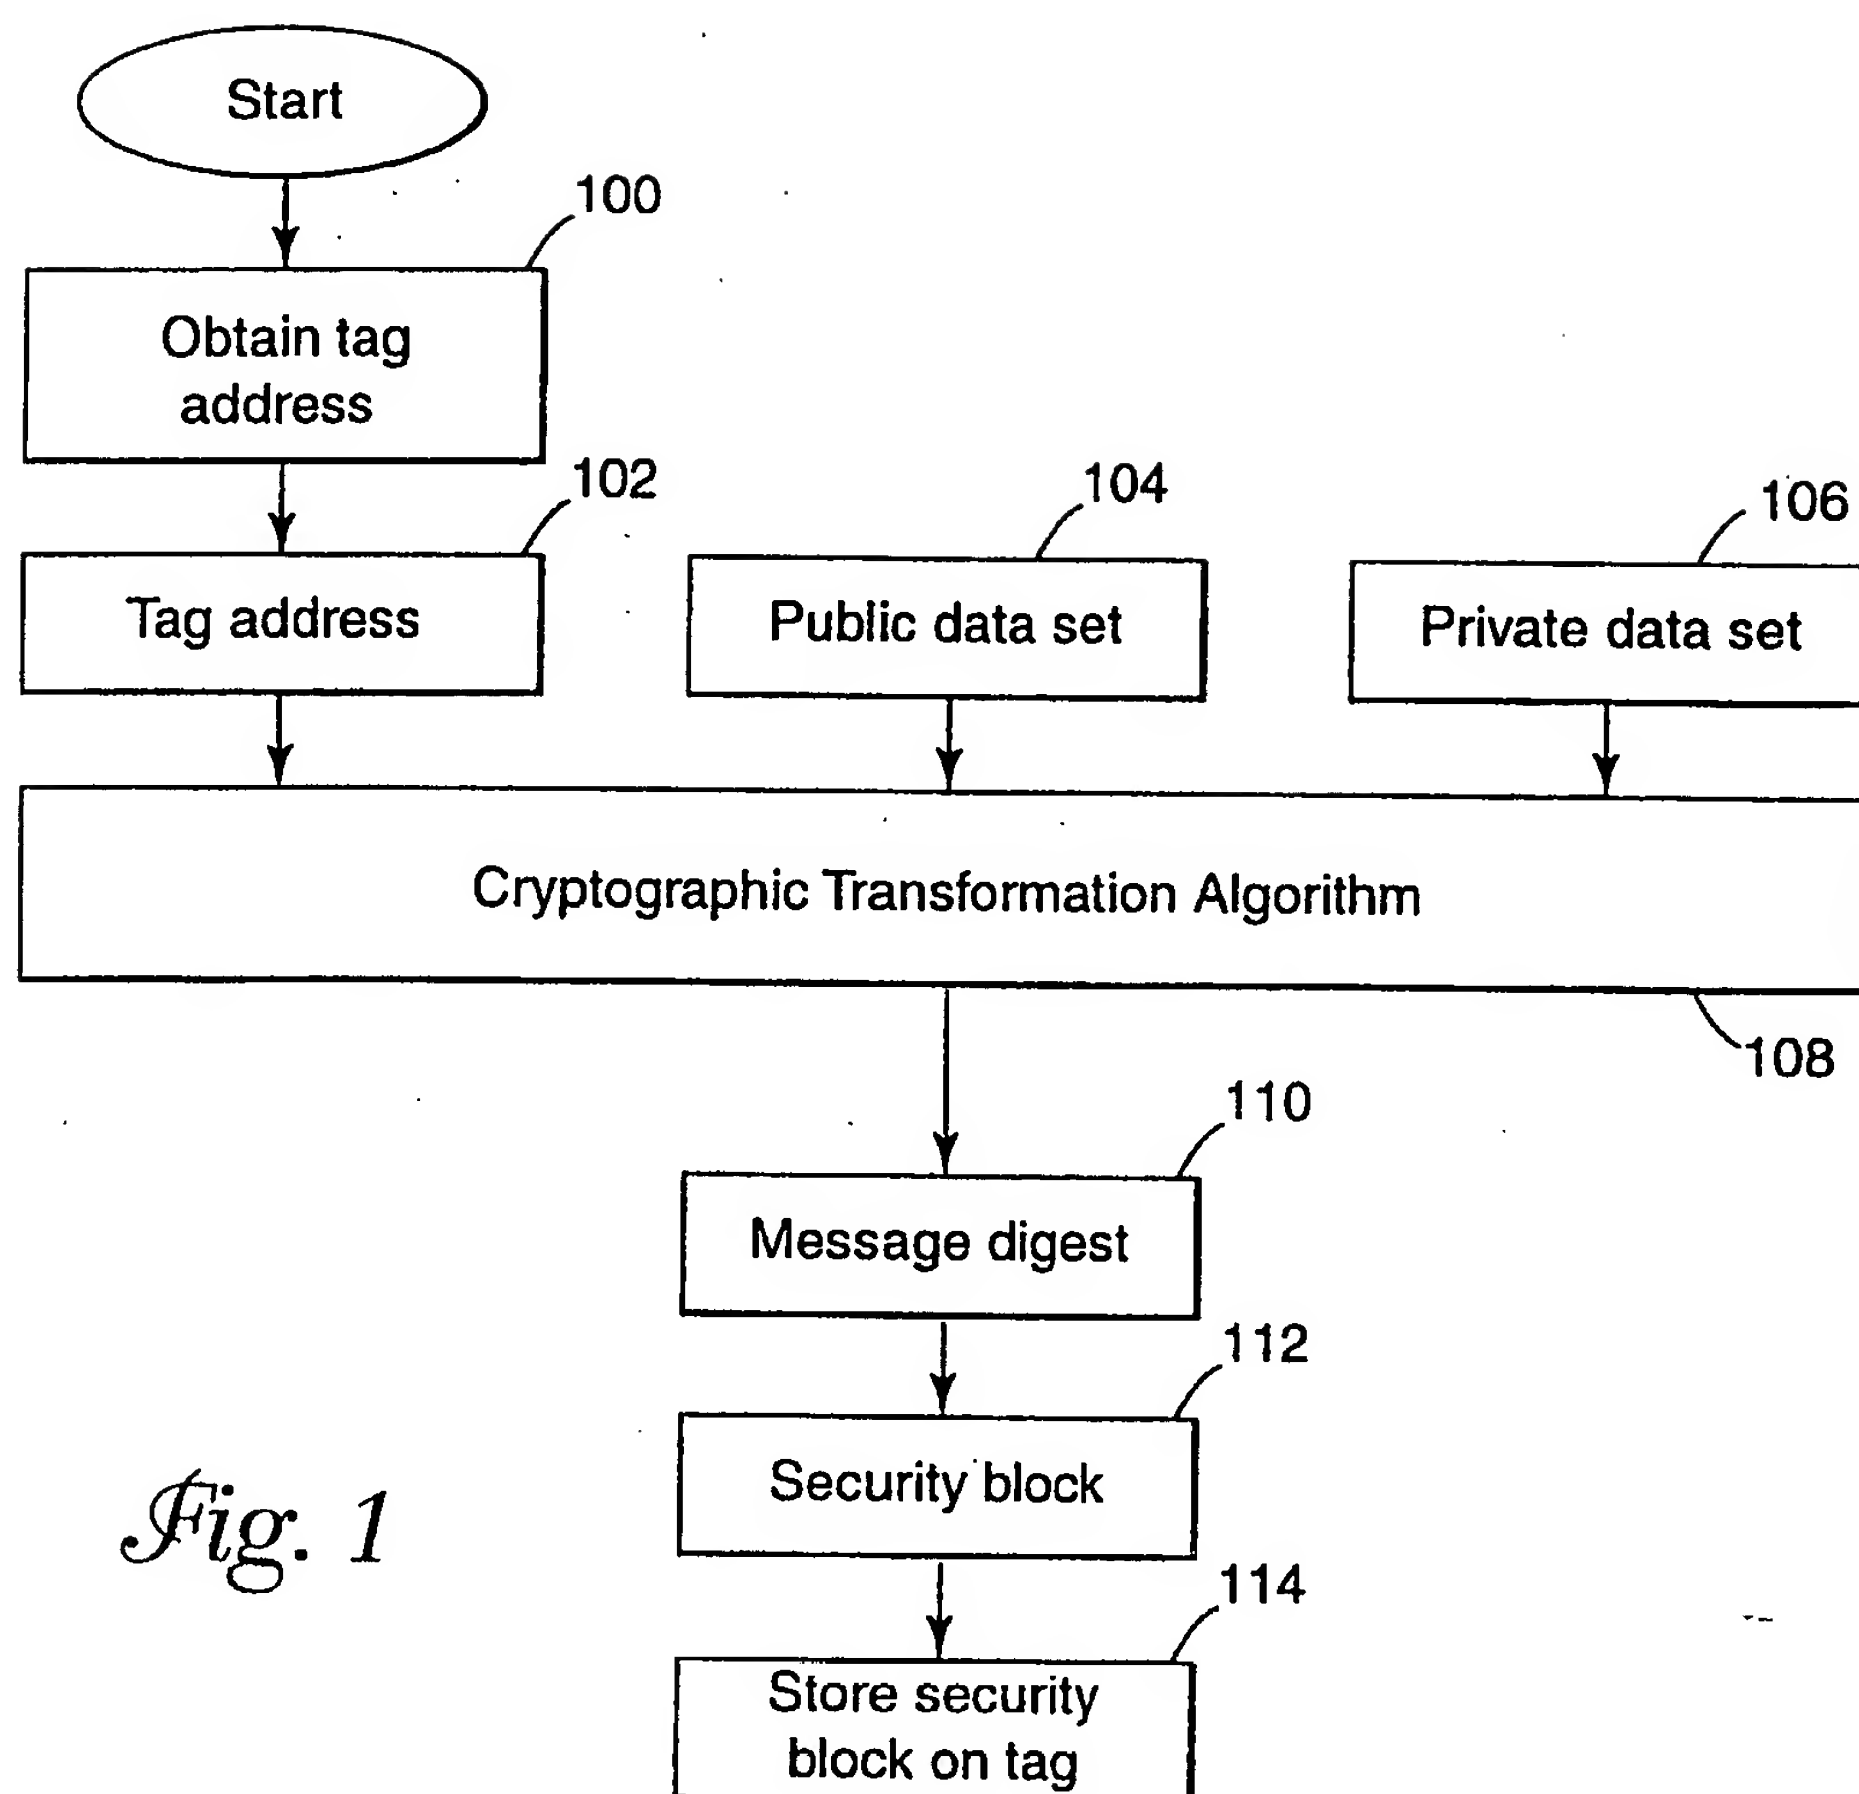 Start
100
Obtain tag
address
102
104
106
Tag address
Public data set
Private data set
Cryptographic Transformation Algorithm
108
110
Message digest
112
Security block
Fig. 1
114
Store security
block on tag